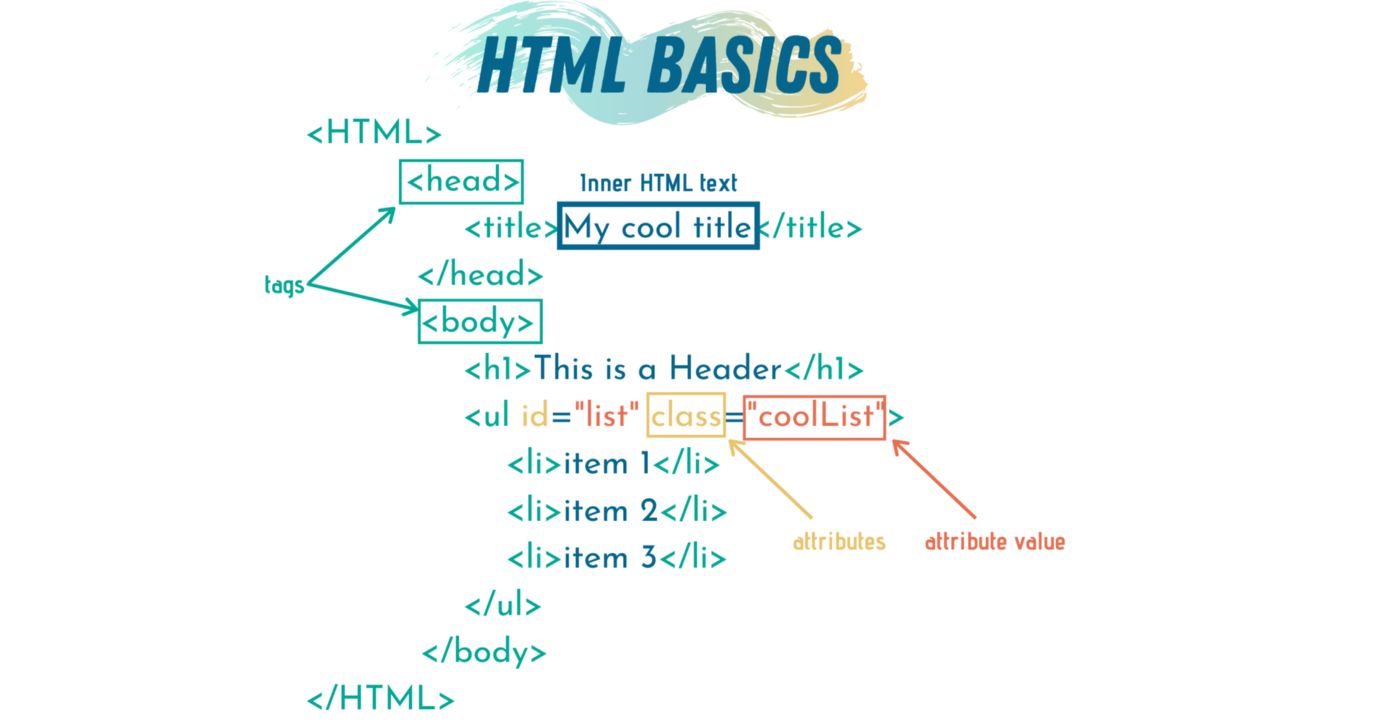 HTML BASICS
<HTML>
<head>
Inner HTML text
<title>My cool title</title>
</head>
tags
<body>
<h1>This is a Header</h1>
<ul id="list" class="coolList">
<li>item 1</li>
<li>item 2</li>
<li>item 3</li>
attributes
attribute value
</ul>
</body>
</HTML>